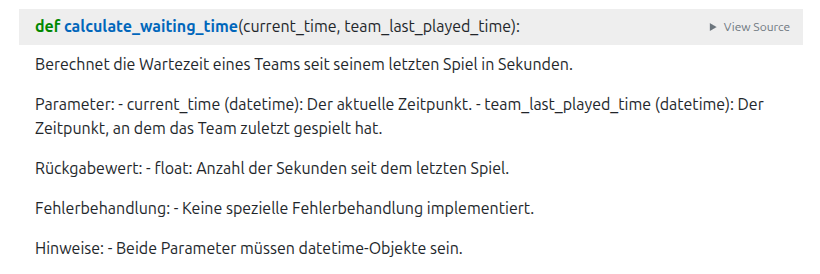 def calculate_waiting_time(current_time, team_last_played_time):
▶ View Source
Berechnet die Wartezeit eines Teams seit seinem letzten Spiel in Sekunden.
Parameter: - current_time (datetime): Der aktuelle Zeitpunkt. - team_last_played_time (datetime): Der
Zeitpunkt, an dem das Team zuletzt gespielt hat.
Rückgabewert: - float: Anzahl der Sekunden seit dem letzten Spiel.
Fehlerbehandlung: - Keine spezielle Fehlerbehandlung implementiert.
Hinweise: - Beide Parameter müssen datetime-Objekte sein.